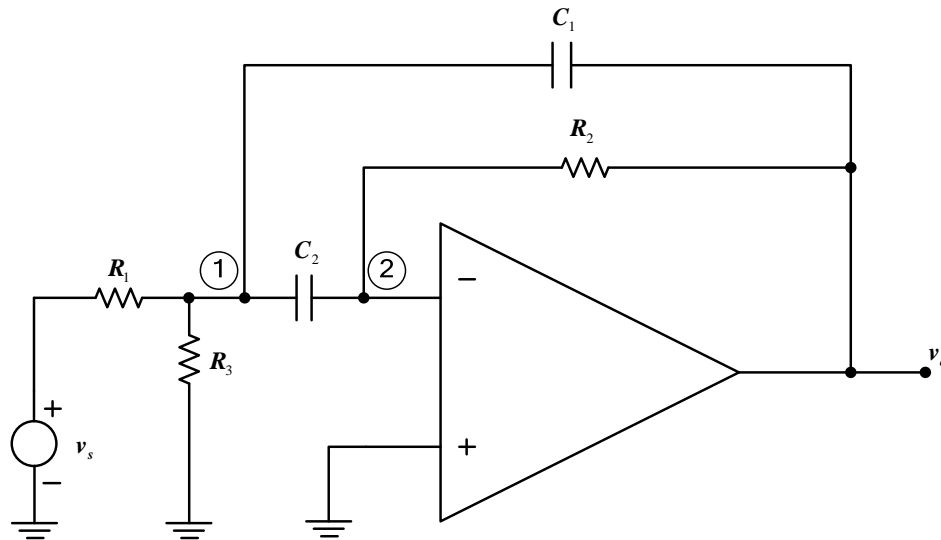 C₁
R₂
C₂
R₁
①
②
−
R₃
+
vₛ
−
+